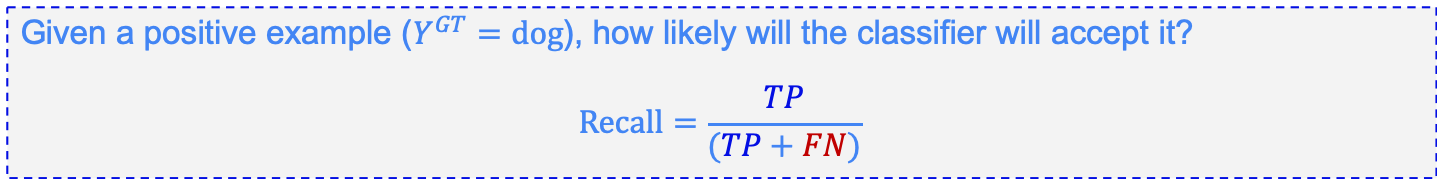 Given a positive example (Y^GT = dog), how likely will the classifier will accept it?
Recall = TP / (TP + FN)